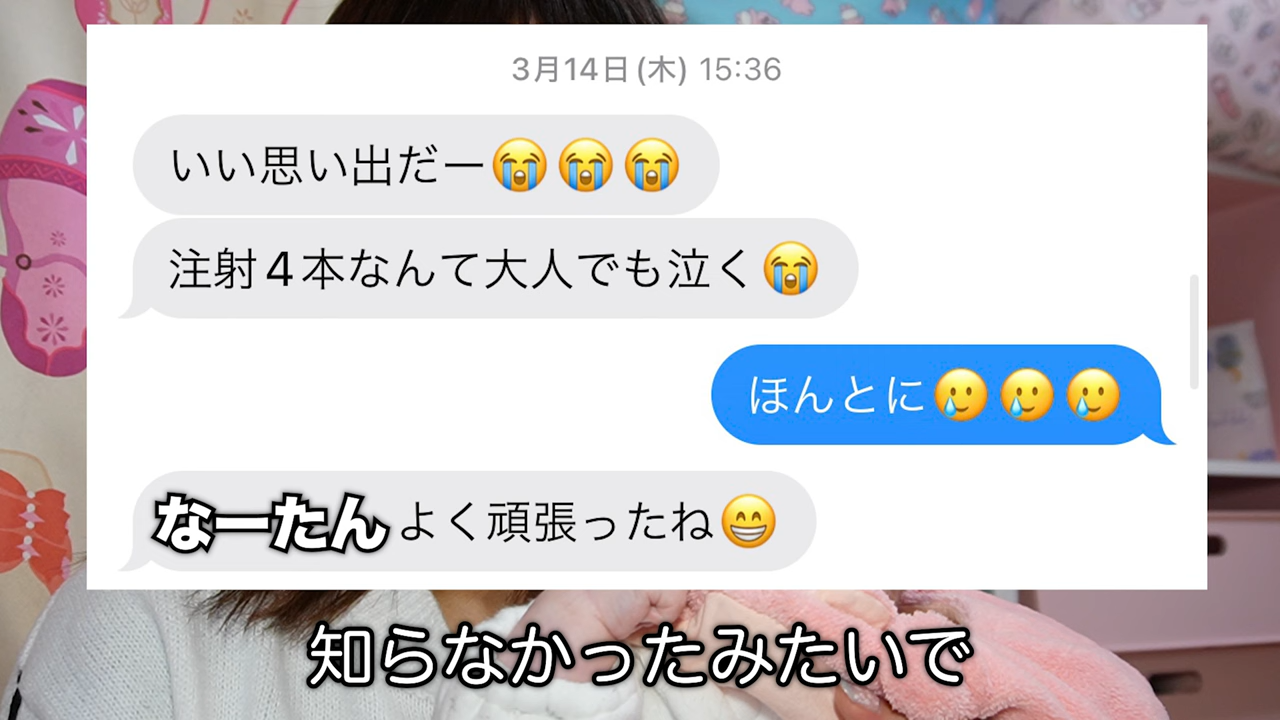 3月14日(木) 15:36
いい思い出だー😭😭😭
注射4本なんて大人でも泣く😭
ほんとに🥲🥲🥲
なーたんよく頑張ったね😁
知らなかったみたいで